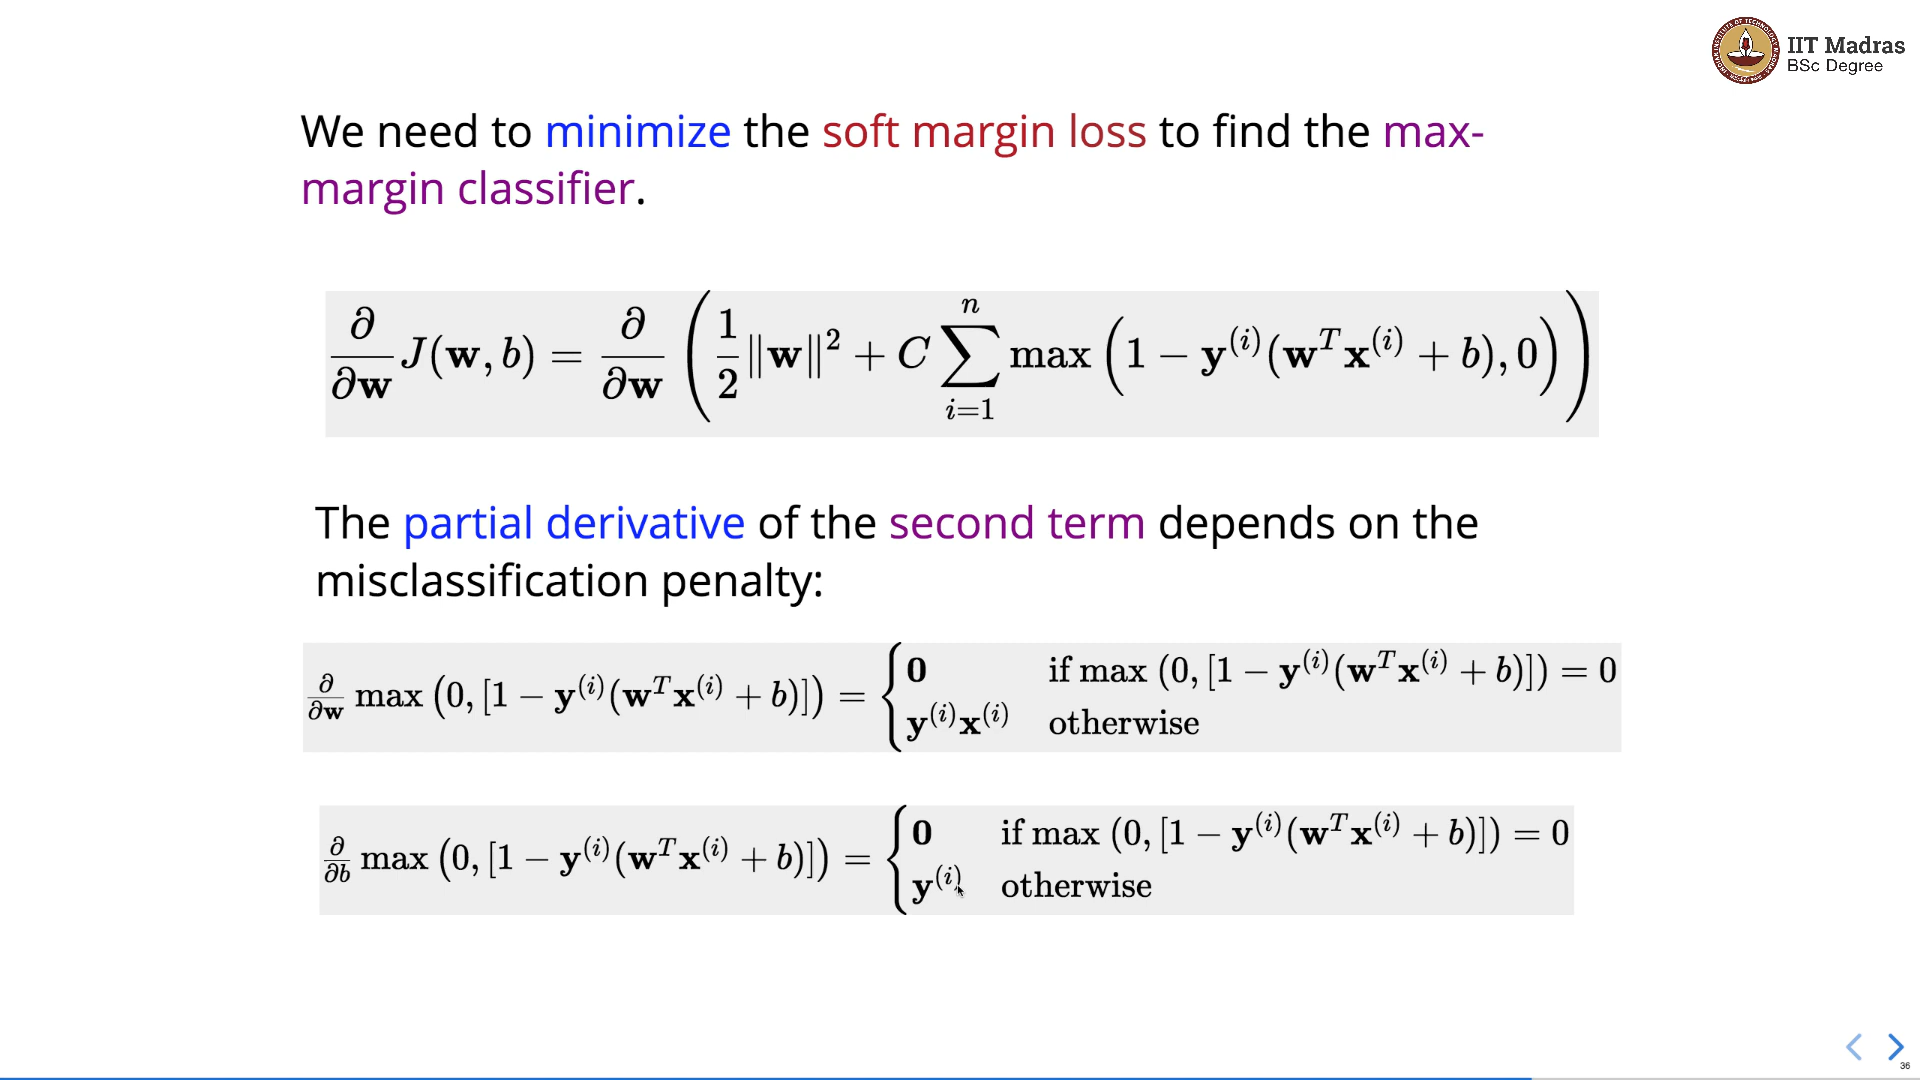 IIT Madras
BSc Degree
We need to minimize the soft margin loss to find the max-
margin classifier.
∂/∂w J(w, b) = ∂/∂w ( 1/2 ‖w‖² + C ∑_{i=1}^{n} max (1 − y^(i)(w^T x^(i) + b), 0) )
The partial derivative of the second term depends on the
misclassification penalty:
∂/∂w max (0, [1 − y^(i)(w^T x^(i) + b)]) = { 0 if max (0, [1 − y^(i)(w^T x^(i) + b)]) = 0
y^(i) x^(i) otherwise
∂/∂b max (0, [1 − y^(i)(w^T x^(i) + b)]) = { 0 if max (0, [1 − y^(i)(w^T x^(i) + b)]) = 0
y^(i) otherwise
36